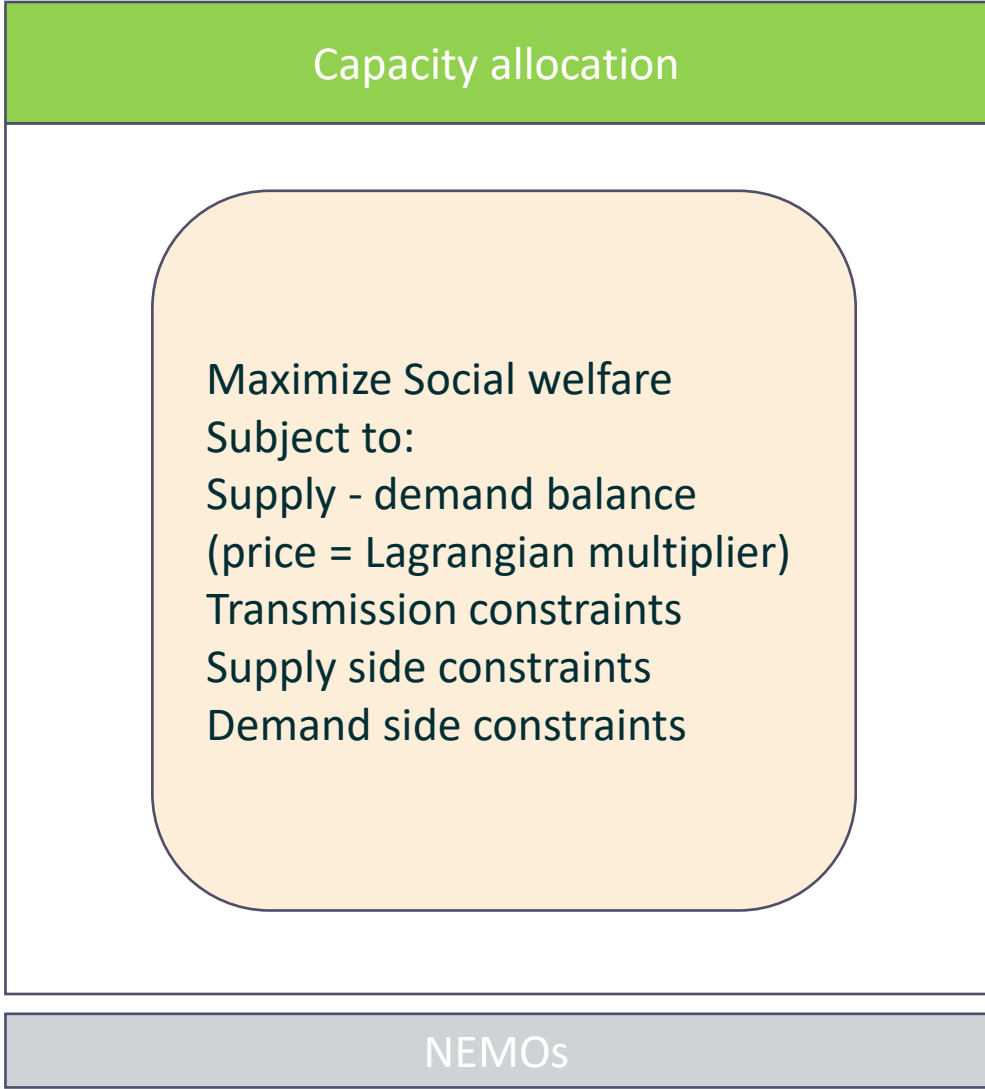 Capacity allocation
Maximize Social welfare
Subject to:
Supply - demand balance
(price = Lagrangian multiplier)
Transmission constraints
Supply side constraints
Demand side constraints
NEMOs